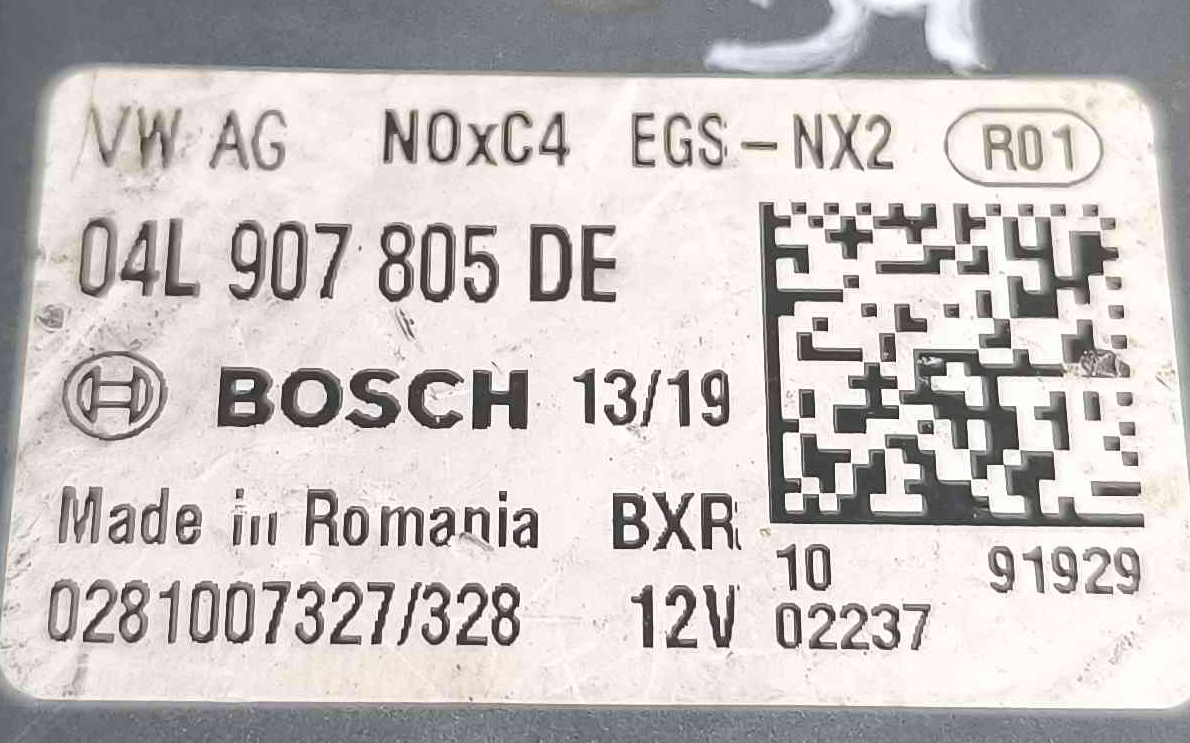 VW AG NOxC4 EGS-NX2 R01
04L 907 805 DE
BOSCH 13/19
Made in Romania BXR
10 91929
0281007327/328 12V 02237